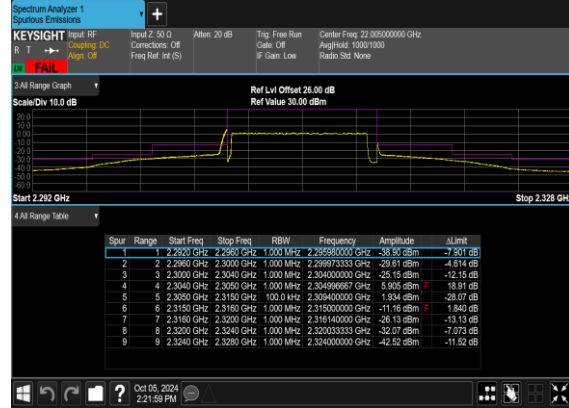 Spectrum Analyzer 1
Spurious Emissions
+
KEYSIGHT Input: RF Input Z: 50 Ω Atten: 20 dB Trig: Free Run Center Freq: 22.005000000 GHz
R T Coupling: DC Corrections: Off Gate: Off Avg|Hold: 1000/1000
Align: Off Freq Ref: Int (S) IF Gain: Low Radio Std: None
FAIL
3 All Range Graph
Ref Lvl Offset 26.00 dB
Scale/Div 10.0 dB Ref Value 30.00 dBm
20.0
10.0
0.00
-10.0
-20.0
-30.0
-40.0
-50.0
-60.0
Start 2.292 GHz Stop 2.328 GH
4 All Range Table
Spur Range Start Freq Stop Freq RBW Frequency Amplitude ΔLimit
1 1 2.2920 GHz 2.2960 GHz 1.000 MHz 2.295980000 GHz -38.90 dBm -7.901 dB
2 2 2.2960 GHz 2.3000 GHz 1.000 MHz 2.299973333 GHz -29.61 dBm -4.614 dB
3 3 2.3000 GHz 2.3040 GHz 1.000 MHz 2.304000000 GHz -25.15 dBm -12.15 dB
4 4 2.3040 GHz 2.3050 GHz 1.000 MHz 2.304996667 GHz 5.905 dBm F 18.91 dB
5 5 2.3050 GHz 2.3150 GHz 100.0 kHz 2.309400000 GHz 1.934 dBm -28.07 dB
6 6 2.3150 GHz 2.3160 GHz 1.000 MHz 2.315000000 GHz -11.16 dBm F 1.840 dB
7 7 2.3160 GHz 2.3200 GHz 1.000 MHz 2.316140000 GHz -26.13 dBm -13.13 dB
8 8 2.3200 GHz 2.3240 GHz 1.000 MHz 2.320033333 GHz -32.07 dBm -7.073 dB
9 9 2.3240 GHz 2.3280 GHz 1.000 MHz 2.324000000 GHz -42.52 dBm -11.52 dB
? Oct 05, 2024
2:21:59 PM